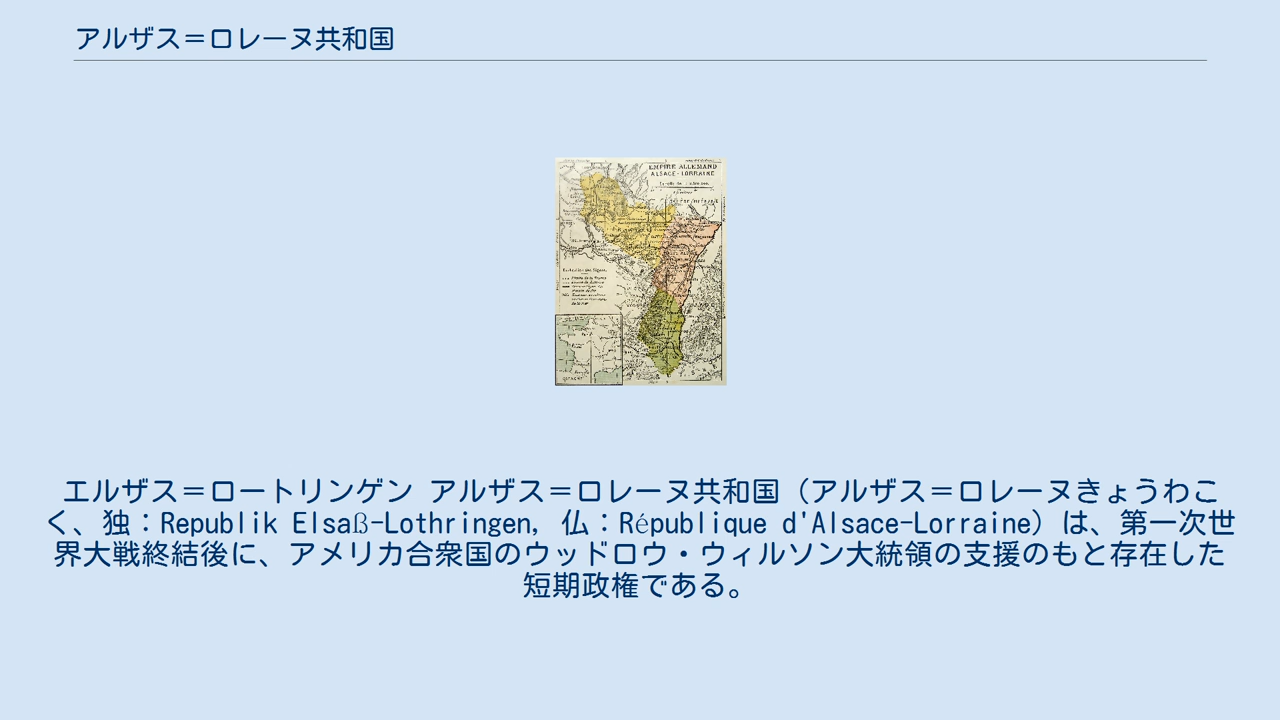 アルザス＝ロレーヌ共和国
EMPIRE ALLEMAND
ALSACE-LORRAINE
エルザス＝ロートリンゲン アルザス＝ロレーヌ共和国（アルザス＝ロレーヌきょうわこ
く、独：Republik Elsaß-Lothringen, 仏：République d'Alsace-Lorraine）は、第一次世
界大戦終結後に、アメリカ合衆国のウッドロウ・ウィルソン大統領の支援のもと存在した
短期政権である。